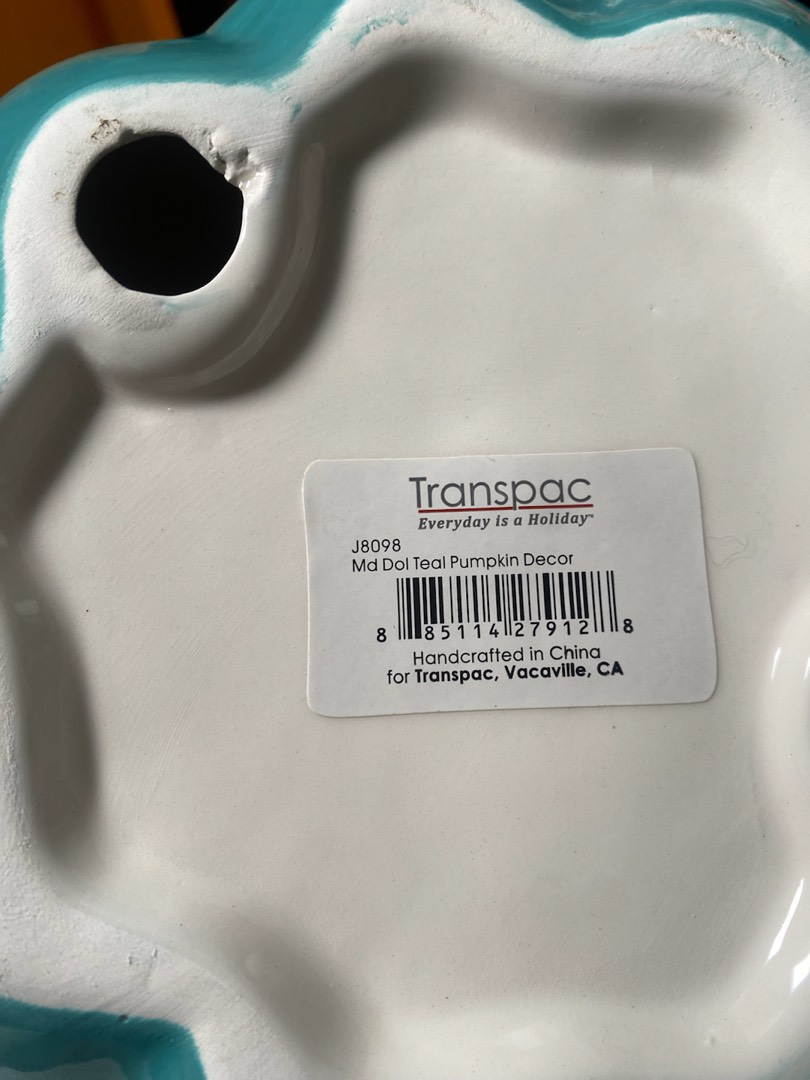 Transpac
Everyday is a Holiday™
J8098
Md Dol Teal Pumpkin Decor
8 85114 27912 8
Handcrafted in China
for Transpac, Vacaville, CA